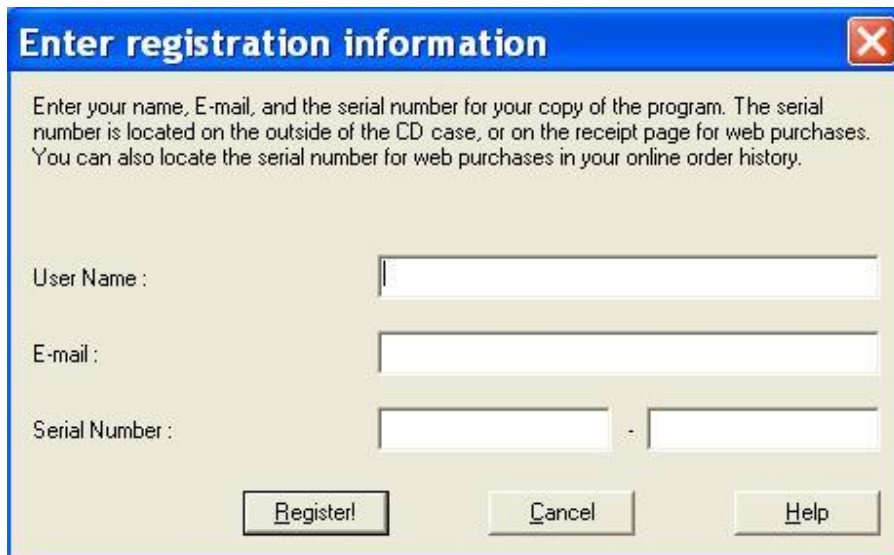 Enter registration information
Enter your name, E-mail, and the serial number for your copy of the program. The serial
number is located on the outside of the CD case, or on the receipt page for web purchases.
You can also locate the serial number for web purchases in your online order history.
User Name :
E-mail :
Serial Number :
-
Register! Cancel Help